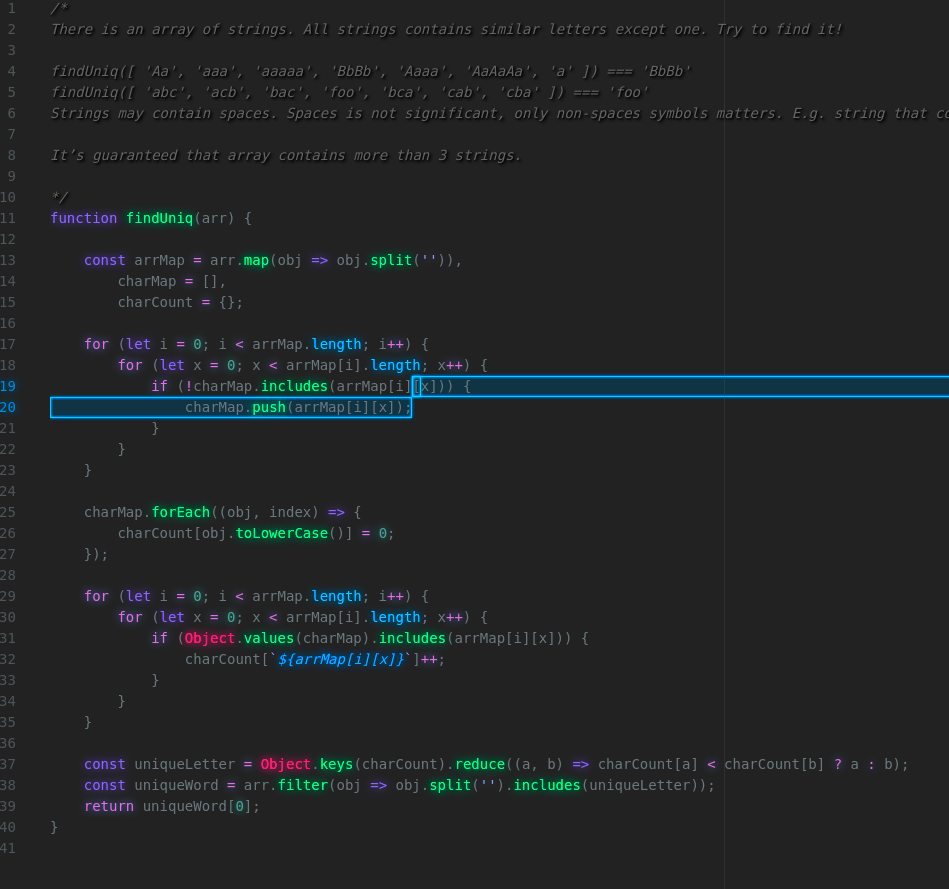 1 /*
2 There is an array of strings. All strings contains similar letters except one. Try to find it!
3
4 findUniq([ 'Aa', 'aaa', 'aaaaa', 'BbBb', 'Aaaa', 'AaAaAa', 'a' ]) === 'BbBb'
5 findUniq([ 'abc', 'acb', 'bac', 'foo', 'bca', 'cab', 'cba' ]) === 'foo'
6 Strings may contain spaces. Spaces is not significant, only non-spaces symbols matters. E.g. string that co
7
8 It’s guaranteed that array contains more than 3 strings.
9
10 */
11 function findUniq(arr) {
12
13     const arrMap = arr.map(obj => obj.split('')),
14         charMap = [],
15         charCount = {};
16
17     for (let i = 0; i < arrMap.length; i++) {
18         for (let x = 0; x < arrMap[i].length; x++) {
19             if (!charMap.includes(arrMap[i][x])) {
20                 charMap.push(arrMap[i][x]);
21             }
22         }
23     }
24
25     charMap.forEach((obj, index) => {
26         charCount[obj.toLowerCase()] = 0;
27     });
28
29     for (let i = 0; i < arrMap.length; i++) {
30         for (let x = 0; x < arrMap[i].length; x++) {
31             if (Object.values(charMap).includes(arrMap[i][x])) {
32                 charCount[`${arrMap[i][x]}`]++;
33             }
34         }
35     }
36
37     const uniqueLetter = Object.keys(charCount).reduce((a, b) => charCount[a] < charCount[b] ? a : b);
38     const uniqueWord = arr.filter(obj => obj.split('').includes(uniqueLetter));
39     return uniqueWord[0];
40 }
41